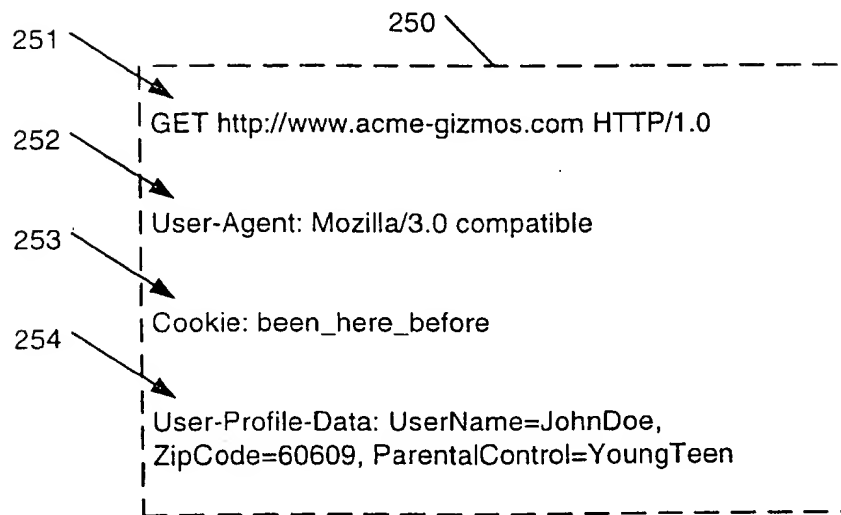 250
251
GET http://www.acme-gizmos.com HTTP/1.0
252
User-Agent: Mozilla/3.0 compatible
253
Cookie: been_here_before
254
User-Profile-Data: UserName=JohnDoe,
ZipCode=60609, ParentalControl=YoungTeen